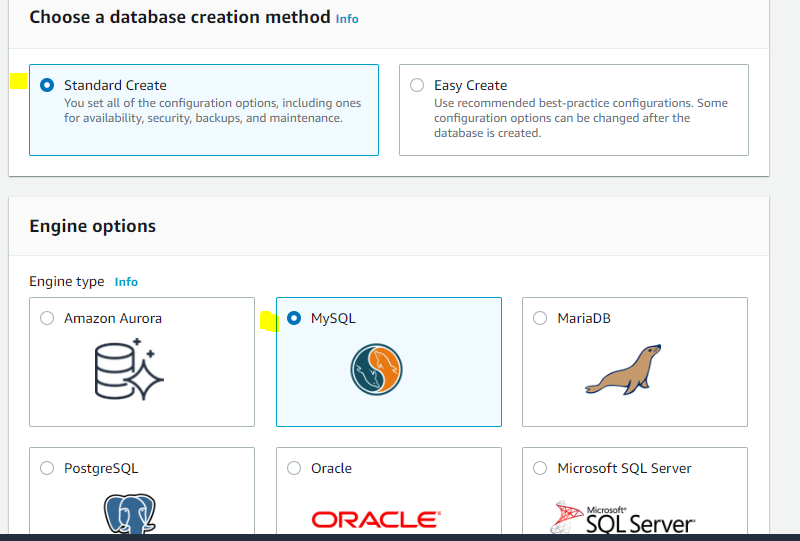 Choose a database creation method Info
Standard Create
You set all of the configuration options, including ones
for availability, security, backups, and maintenance.
Easy Create
Use recommended best-practice configurations. Some
configuration options can be changed after the
database is created.
Engine options
Engine type Info
Amazon Aurora
MySQL
MariaDB
PostgreSQL
Oracle
ORACLE
Microsoft SQL Server
Microsoft®
SQL Server